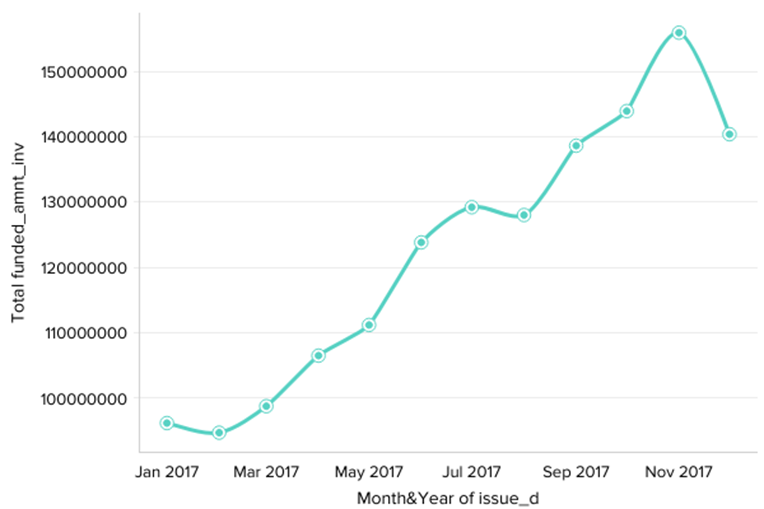 150000000
140000000
130000000
120000000
110000000
100000000
Total funded_amnt_inv
Jan 2017 Mar 2017 May 2017 Jul 2017 Sep 2017 Nov 2017
Month&Year of issue_d